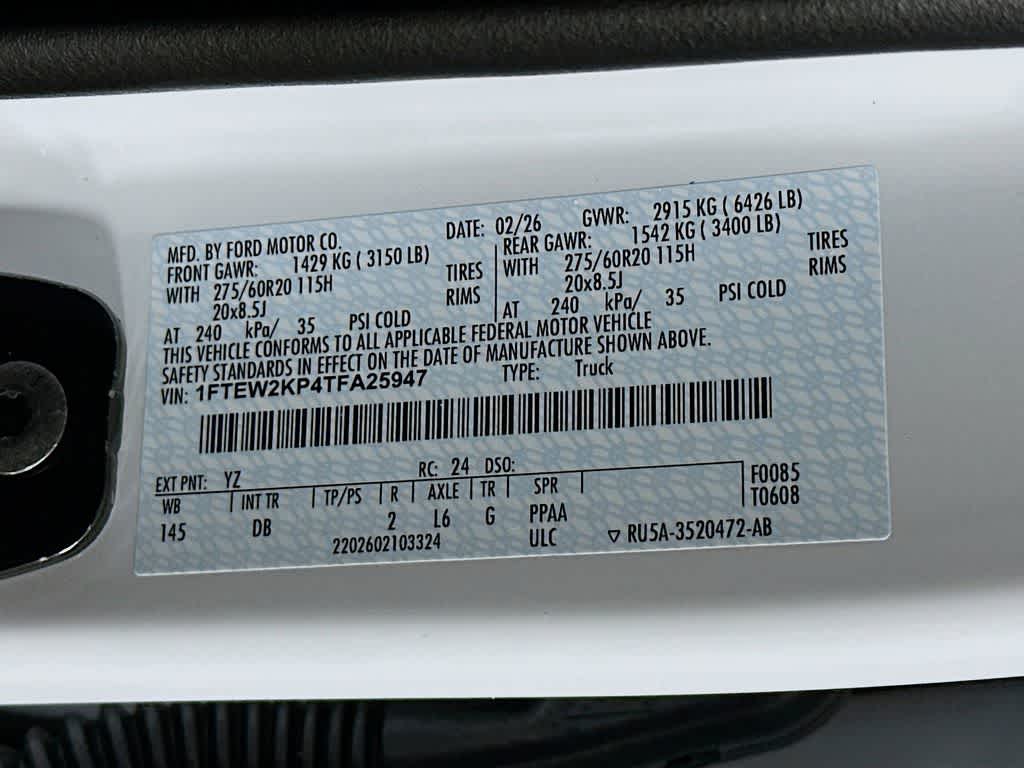 MFD. BY FORD MOTOR CO. DATE: 02/26 GVWR: 2915 KG ( 6426 LB)
FRONT GAWR: 1429 KG ( 3150 LB) REAR GAWR: 1542 KG ( 3400 LB)
WITH 275/60R20 115H TIRES WITH 275/60R20 115H TIRES
20x8.5J RIMS 20x8.5J RIMS
AT 240 kPa/ 35 PSI COLD AT 240 kPa/ 35 PSI COLD
THIS VEHICLE CONFORMS TO ALL APPLICABLE FEDERAL MOTOR VEHICLE
SAFETY STANDARDS IN EFFECT ON THE DATE OF MANUFACTURE SHOWN ABOVE.
VIN: 1FTEW2KP4TFA25947 TYPE: Truck
EXT PNT: YZ RC: 24 DSO: F0085
WB INT TR TP/PS R AXLE TR SPR T0608
145 DB 2 L6 G PPAA
2202602103324 ULC ▽ RU5A-3520472-AB